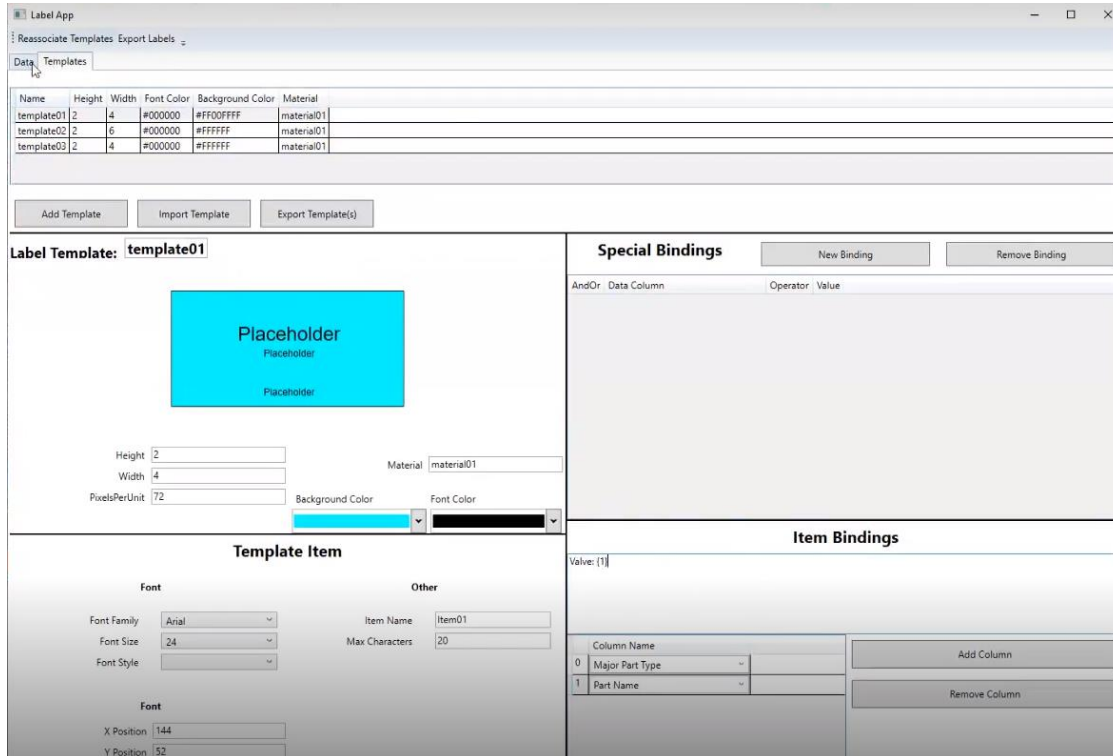 Label App
Reassociate Templates Export Labels
Data Templates
Name Height Width Font Color Background Color Material
template01 2 4 #000000 #FF00FFFF material01
template02 2 6 #000000 #FFFFFF material01
template03 2 4 #000000 #FFFFFF material01
Add Template Import Template Export Template(s)
Label Template: template01
Placeholder
Placeholder
Placeholder
Height 2
Width 4
PixelsPerUnit 72
Material material01
Background Color Font Color
Special Bindings New Binding Remove Binding
AndOr Data Column Operator Value
Template Item
Font Other
Font Family Arial Item Name Item01
Font Size 24 Max Characters 20
Font Style
Font
X Position 144
Y Position 52
Item Bindings
Valve: {1}
Column Name
0 Major Part Type
1 Part Name
Add Column
Remove Column